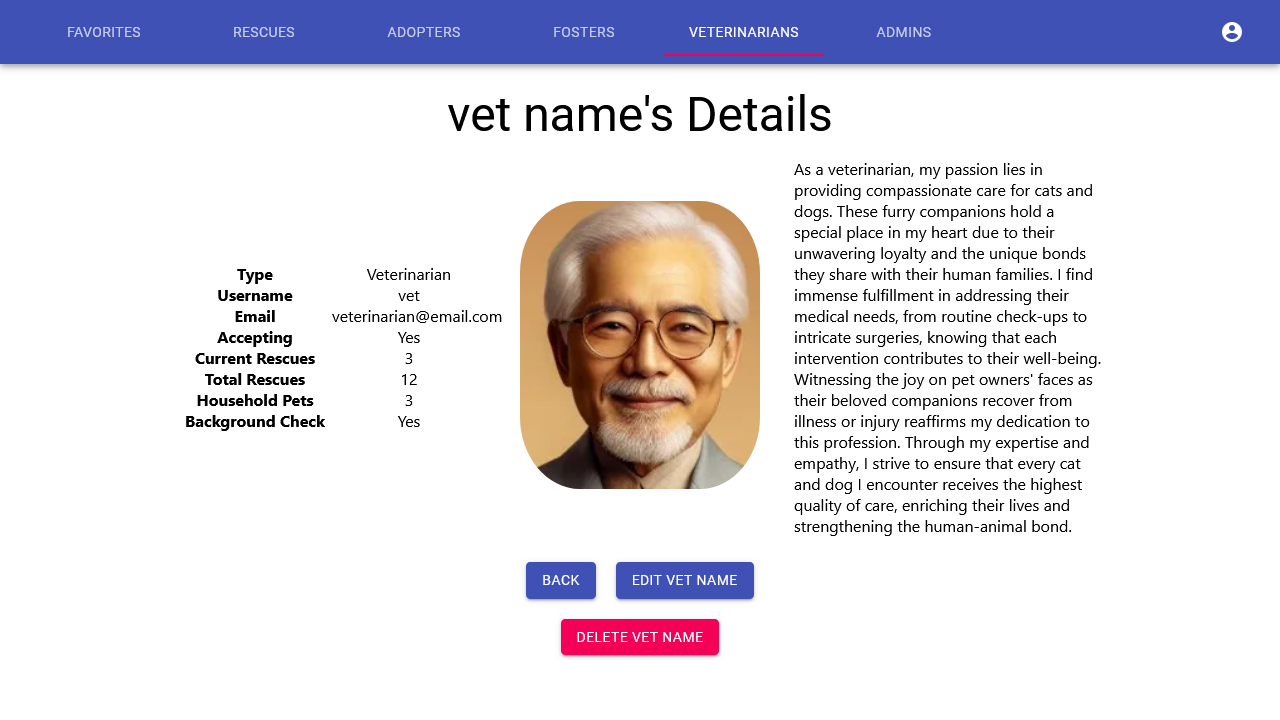 FAVORITES RESCUES ADOPTERS FOSTERS VETERINARIANS ADMINS
vet name's Details
Type Veterinarian
Username vet
Email veterinarian@email.com
Accepting Yes
Current Rescues 3
Total Rescues 12
Household Pets 3
Background Check Yes
As a veterinarian, my passion lies in
providing compassionate care for cats and
dogs. These furry companions hold a
special place in my heart due to their
unwavering loyalty and the unique bonds
they share with their human families. I find
immense fulfillment in addressing their
medical needs, from routine check-ups to
intricate surgeries, knowing that each
intervention contributes to their well-being.
Witnessing the joy on pet owners' faces as
their beloved companions recover from
illness or injury reaffirms my dedication to
this profession. Through my expertise and
empathy, I strive to ensure that every cat
and dog I encounter receives the highest
quality of care, enriching their lives and
strengthening the human-animal bond.
BACK EDIT VET NAME
DELETE VET NAME